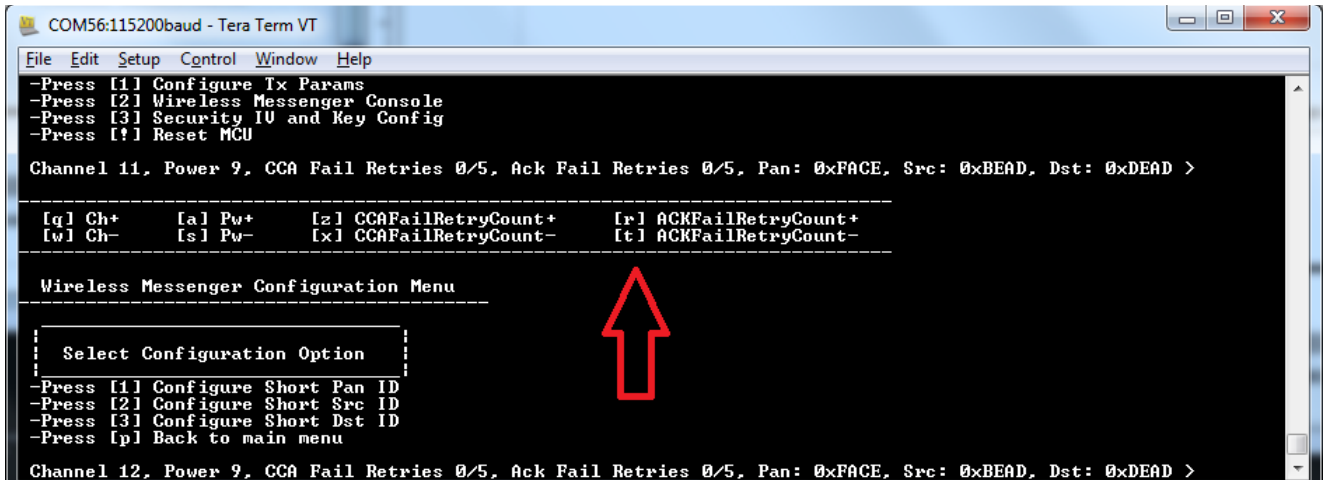 COM56:115200baud - Tera Term VT
File Edit Setup Control Window Help
-Press [1] Configure Tx Params
-Press [2] Wireless Messenger Console
-Press [3] Security IV and Key Config
-Press [!] Reset MCU
Channel 11, Power 9, CCA Fail Retries 0/5, Ack Fail Retries 0/5, Pan: 0xFACE, Src: 0xBEAD, Dst: 0xDEAD >
[q] Ch+ [a] Pw+ [z] CCAFailRetryCount+ [r] ACKFailRetryCount+
[w] Ch- [s] Pw- [x] CCAFailRetryCount- [t] ACKFailRetryCount-
Wireless Messenger Configuration Menu
Select Configuration Option
-Press [1] Configure Short Pan ID
-Press [2] Configure Short Src ID
-Press [3] Configure Short Dst ID
-Press [p] Back to main menu
Channel 12, Power 9, CCA Fail Retries 0/5, Ack Fail Retries 0/5, Pan: 0xFACE, Src: 0xBEAD, Dst: 0xDEAD >